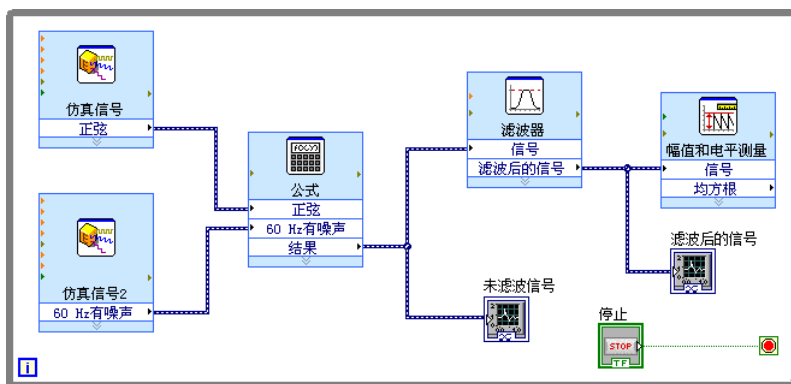 仿真信号
正弦
仿真信号2
60 Hz有噪声
f(x,y)
公式
正弦
60 Hz有噪声
结果
滤波器
信号
滤波后的信号
幅值和电平测量
信号
均方根
未滤波信号
滤波后的信号
停止
STOP
TF
i